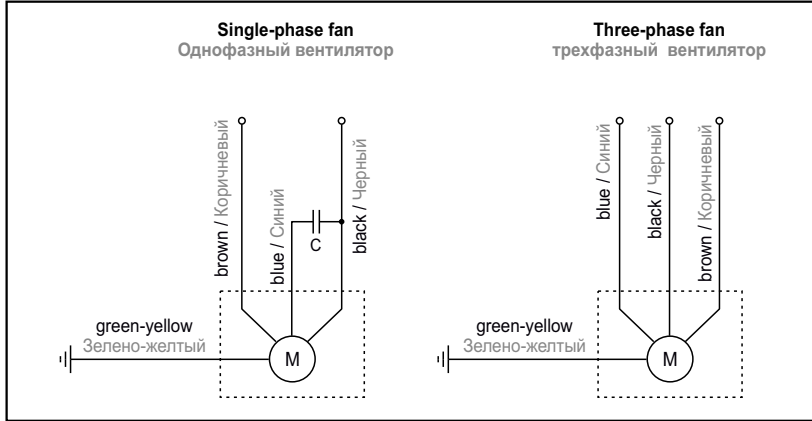 Single-phase fan
Однофазный вентилятор
brown / Коричневый
blue / Синий
C
black / Черный
green-yellow
Зелено-желтый
M
Three-phase fan
трехфазный вентилятор
blue / Синий
black / Черный
brown / Коричневый
green-yellow
Зелено-желтый
M